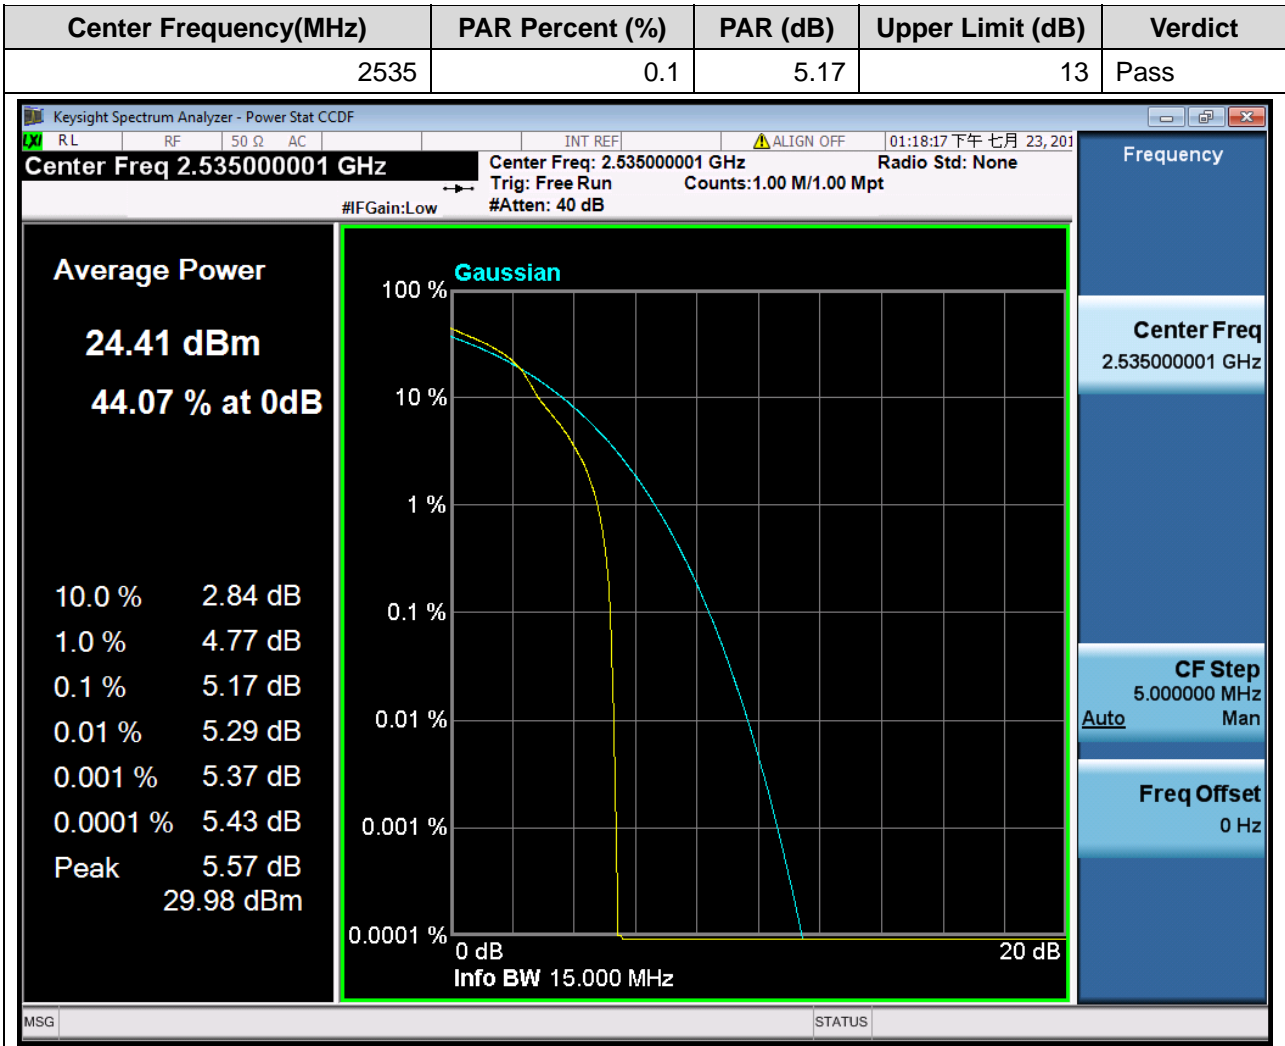 Center Frequency(MHz) PAR Percent (%) PAR (dB) Upper Limit (dB) Verdict
2535 0.1 5.17 13 Pass
Keysight Spectrum Analyzer - Power Stat CCDF
LXI RL RF 50 Ω AC INT REF ALIGN OFF 01:18:17 下午 七月 23, 201
Center Freq 2.535000001 GHz
#IFGain:Low
Center Freq: 2.535000001 GHz Radio Std: None
Trig: Free Run Counts:1.00 M/1.00 Mpt
#Atten: 40 dB
Average Power
24.41 dBm
44.07 % at 0dB
10.0 % 2.84 dB
1.0 % 4.77 dB
0.1 % 5.17 dB
0.01 % 5.29 dB
0.001 % 5.37 dB
0.0001 % 5.43 dB
Peak 5.57 dB
29.98 dBm
Gaussian
100 %
10 %
1 %
0.1 %
0.01 %
0.001 %
0.0001 %
0 dB 20 dB
Info BW 15.000 MHz
Frequency
Center Freq
2.535000001 GHz
CF Step
5.000000 MHz
Auto Man
Freq Offset
0 Hz
MSG STATUS